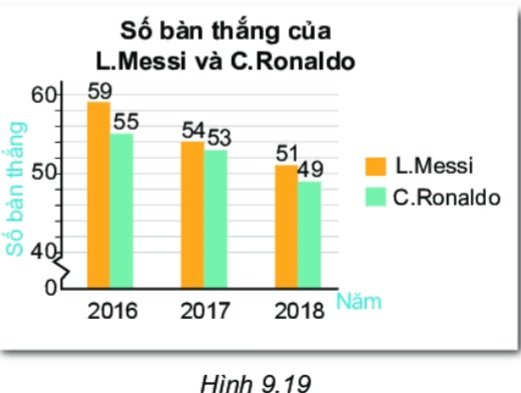 Số bàn thắng của
L.Messi và C.Ronaldo
Số bàn thắng
60
50
40
0
59
55
54
53
51
49
2016
2017
2018
Năm
L.Messi
C.Ronaldo
Hình 9.19